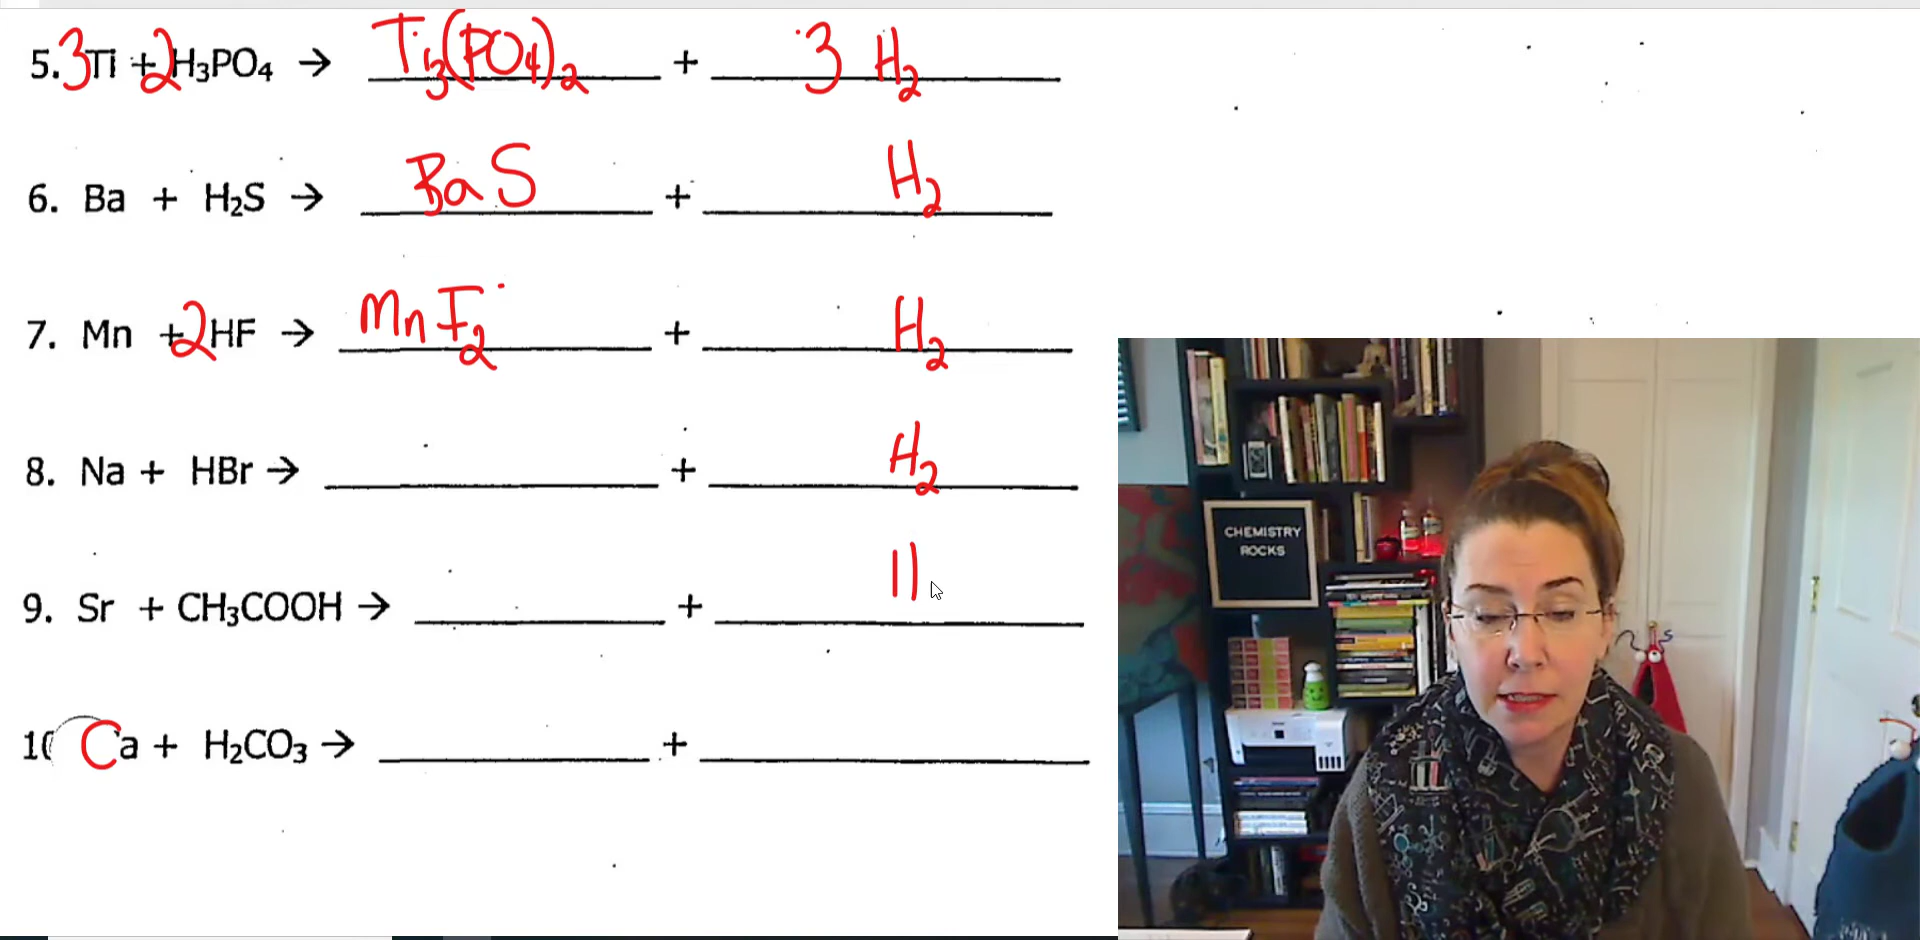 5. 3Ti + 2H₃PO₄ → Ti₃(PO4)₂ + 3 H₂
6. Ba + H₂S → BaS + H₂
7. Mn + 2HF → MnF₂ + H₂
8. Na + HBr → + H₂
9. Sr + CH₃COOH → +
10 Ca + H₂CO₃ → +
CHEMISTRY
ROCKS